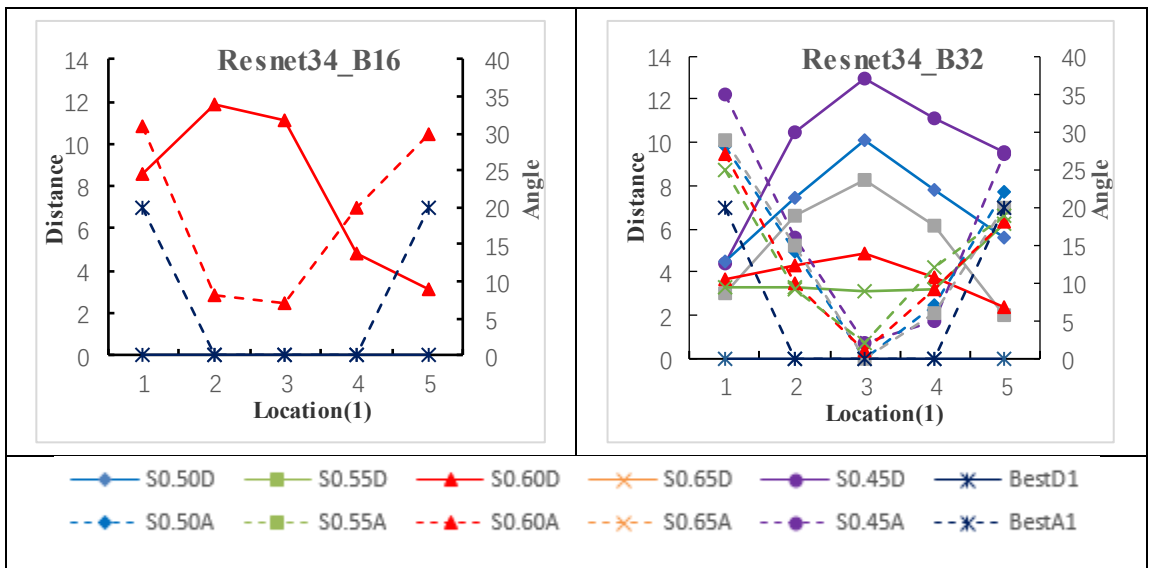 Resnet34_B16
14
12
10
8
6
4
2
0
Distance
40
35
30
25
20
15
10
5
0
Angle
1 2 3 4 5
Location(1)
Resnet34_B32
14
12
10
8
6
4
2
0
Distance
40
35
30
25
20
15
10
5
0
Angle
1 2 3 4 5
Location(1)
S0.50D S0.55D S0.60D S0.65D S0.45D BestD1
S0.50A S0.55A S0.60A S0.65A S0.45A BestA1